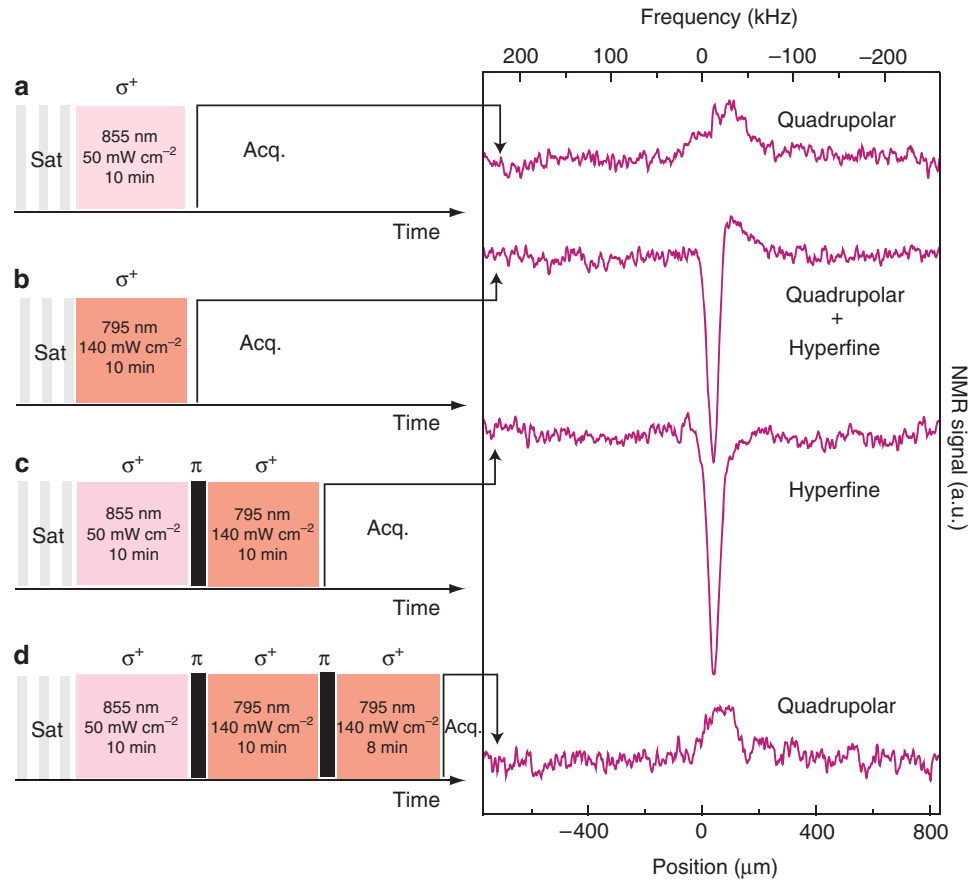 Frequency (kHz)
200 100 0 −100 −200
a
σ+
Sat
855 nm
50 mW cm−2
10 min
Acq.
Time
Quadrupolar
b
σ+
Sat
795 nm
140 mW cm−2
10 min
Acq.
Time
Quadrupolar
+
Hyperfine
c
σ+ π σ+
Sat
855 nm
50 mW cm−2
10 min
795 nm
140 mW cm−2
10 min
Acq.
Time
Hyperfine
d
σ+ π σ+ π σ+
Sat
855 nm
50 mW cm−2
10 min
795 nm
140 mW cm−2
10 min
795 nm
140 mW cm−2
8 min
Acq.
Time
Quadrupolar
NMR signal (a.u.)
−400 0 400 800
Position (μm)